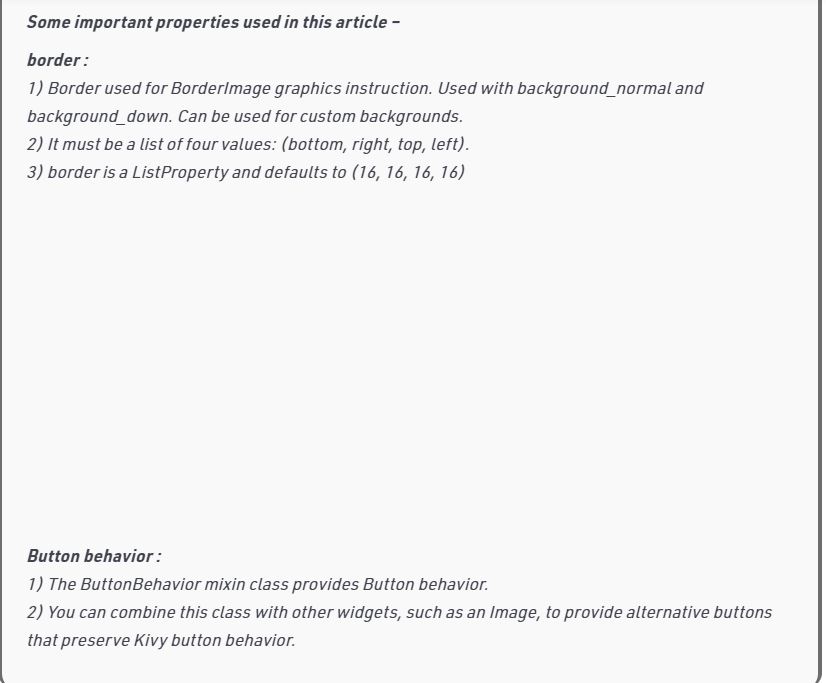 Some important properties used in this article –
border :
1) Border used for BorderImage graphics instruction. Used with background_normal and
background_down. Can be used for custom backgrounds.
2) It must be a list of four values: (bottom, right, top, left).
3) border is a ListProperty and defaults to (16, 16, 16, 16)
Button behavior :
1) The ButtonBehavior mixin class provides Button behavior.
2) You can combine this class with other widgets, such as an Image, to provide alternative buttons
that preserve Kivy button behavior.